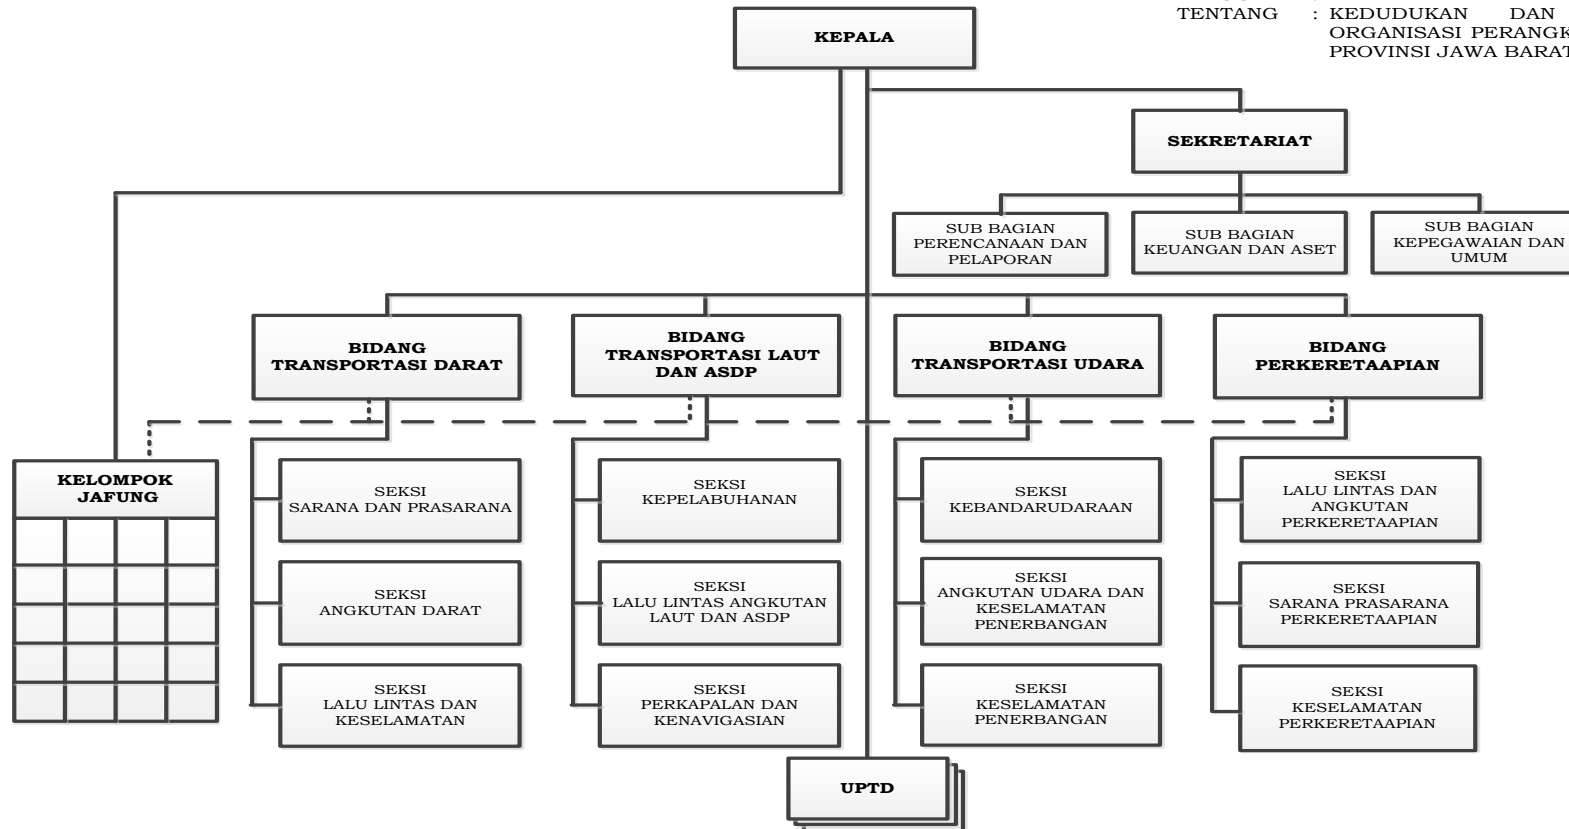 TENTANG : KEDUDUKAN DAN
ORGANISASI
PROVINSI JAWA BARAT
KEPALA
SEKRETARIAT
SUB BAGIAN
PERENCANAAN DAN
PELAPORAN
SUB BAGIAN
KEUANGAN DAN ASET
SUB BAGIAN
KEPEGAWAIAN DAN
UMUM
BIDANG
TRANSPORTASI DARAT
BIDANG
TRANSPORTASI LAUT
DAN ASDP
BIDANG
TRANSPORTASI UDARA
BIDANG
PERKERETAAPIAN
KELOMPOK
JAFUNG
SEKSI
SARANA DAN PRASARANA
SEKSI
ANGKUTAN DARAT
SEKSI
LALU LINTAS DAN
KESELAMATAN
SEKSI
KEPELABUHANAN
SEKSI
LALU LINTAS ANGKUTAN
LAUT DAN ASDP
SEKSI
PERKAPALAN DAN
KENAVIGASIAN
SEKSI
KEBANDARUDARAAN
SEKSI
ANGKUTAN UDARA DAN
KESELAMATAN
PENERBANGAN
SEKSI
KESELAMATAN
PENERBANGAN
SEKSI
LALU LINTAS DAN
ANGKUTAN
PERKERETAAPIAN
SEKSI
SARANA PRASARANA
PERKERETAAPIAN
SEKSI
KESELAMATAN
PERKERETAAPIAN
UPTD